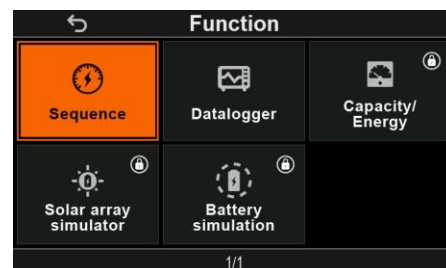 Function
Sequence
Datalogger
Capacity/
Energy
Solar array
simulator
Battery
simulation
1/1